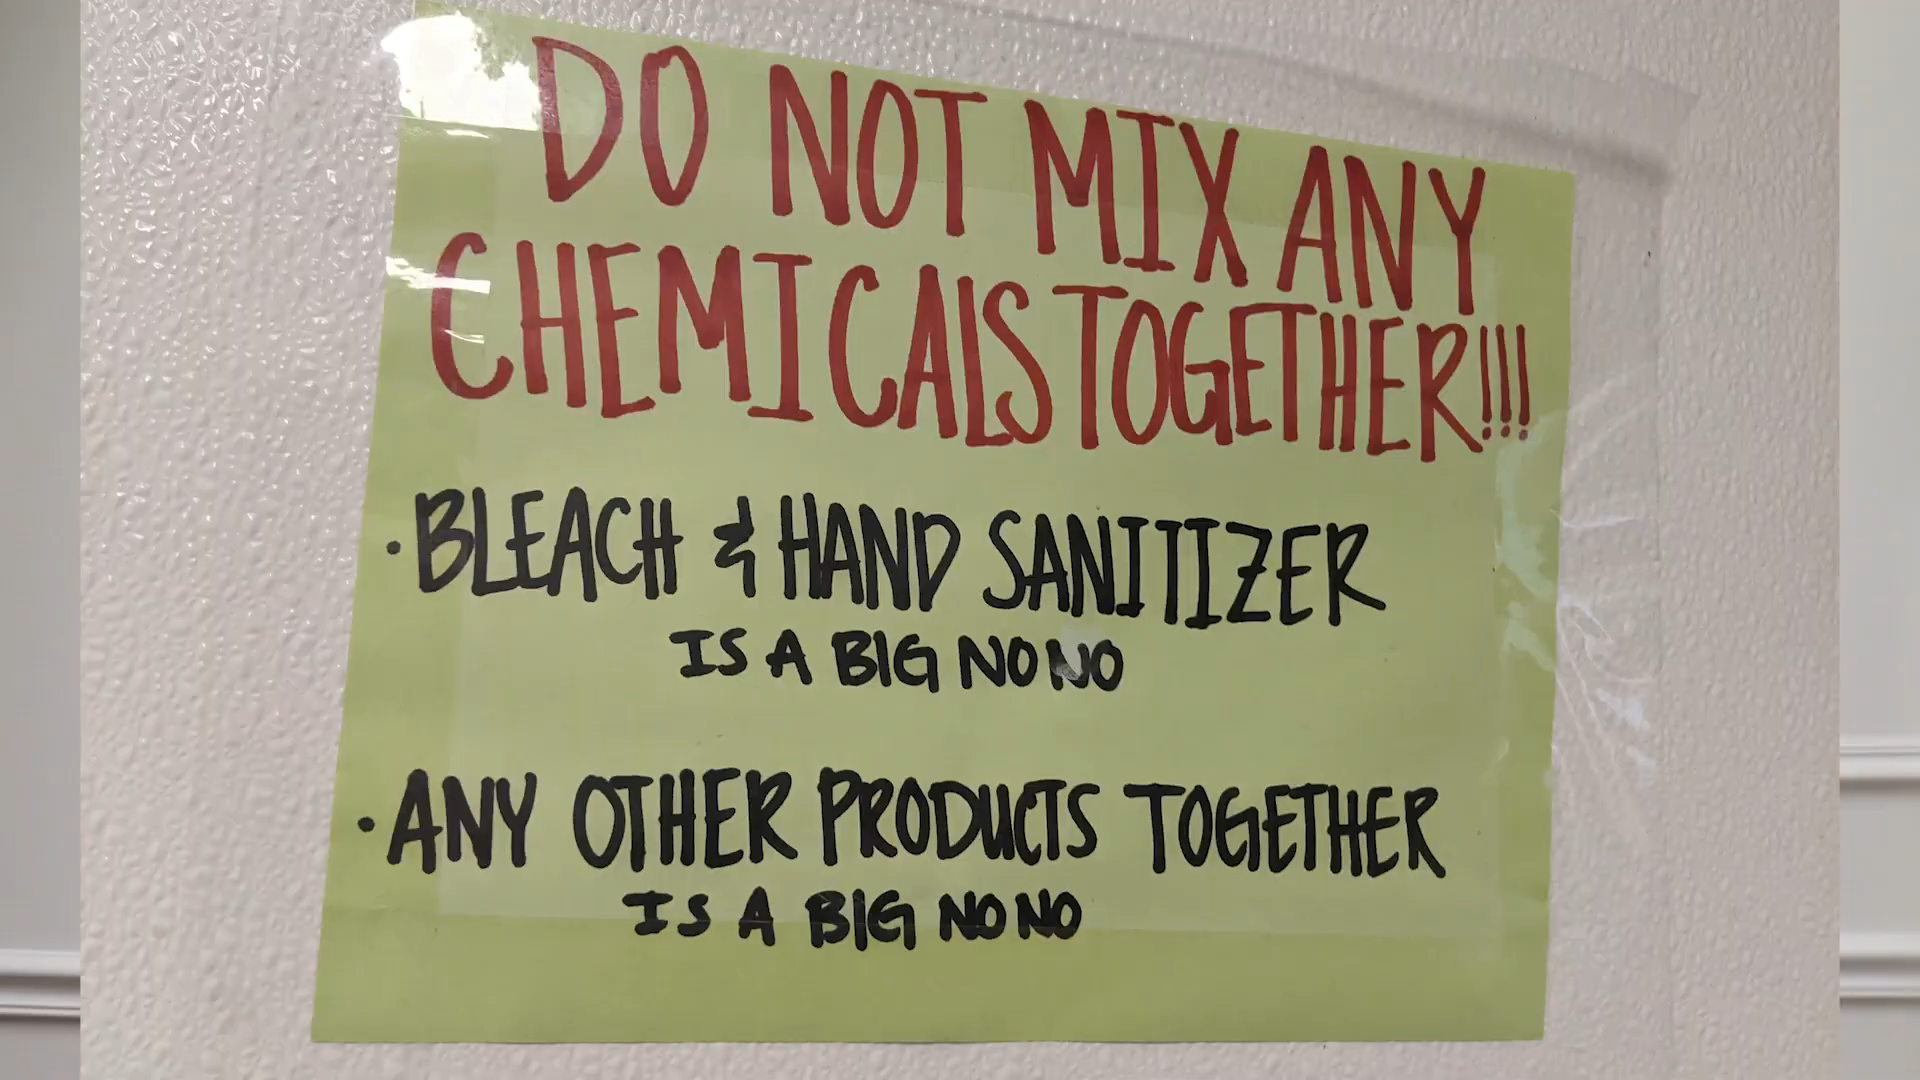 DO NOT MIX ANY
CHEMICALS TOGETHER!!!
· BLEACH & HAND SANITIZER
IS A BIG NO NO
· ANY OTHER PRODUCTS TOGETHER
IS A BIG NO NO